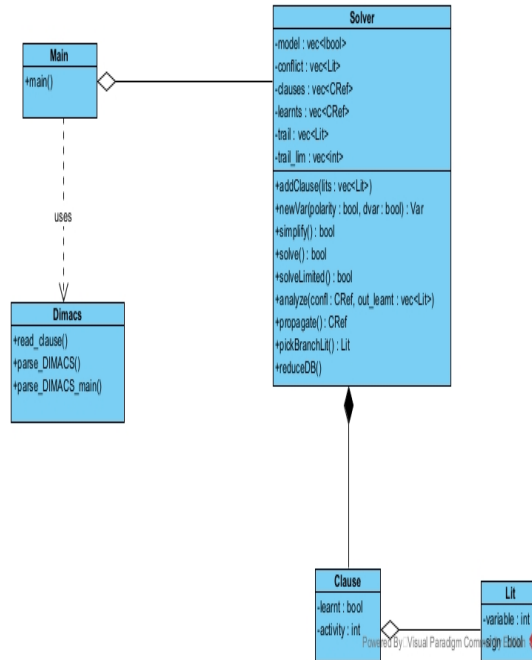 Solver
-model : vec<lbool>
-conflict : vec<Lit>
-clauses : vec<CRef>
-learnts : vec<CRef>
-trail : vec<Lit>
-trail_lim : vec<int>
+addClause(lits : vec<Lit>)
+newVar(polarity : bool, dvar : bool) : Var
+simplify() : bool
+solve() : bool
+solveLimited() : bool
+analyze(confl : CRef, out_learnt : vec<Lit>)
+propagate() : CRef
+pickBranchLit() : Lit
+reduceDB()
Main
+main()
uses
Dimacs
+read_clause()
+parse_DIMACS()
+parse_DIMACS_main()
Clause
-learnt : bool
-activity : int
Lit
-variable : int
-sign : bool
Powered By: Visual Paradigm